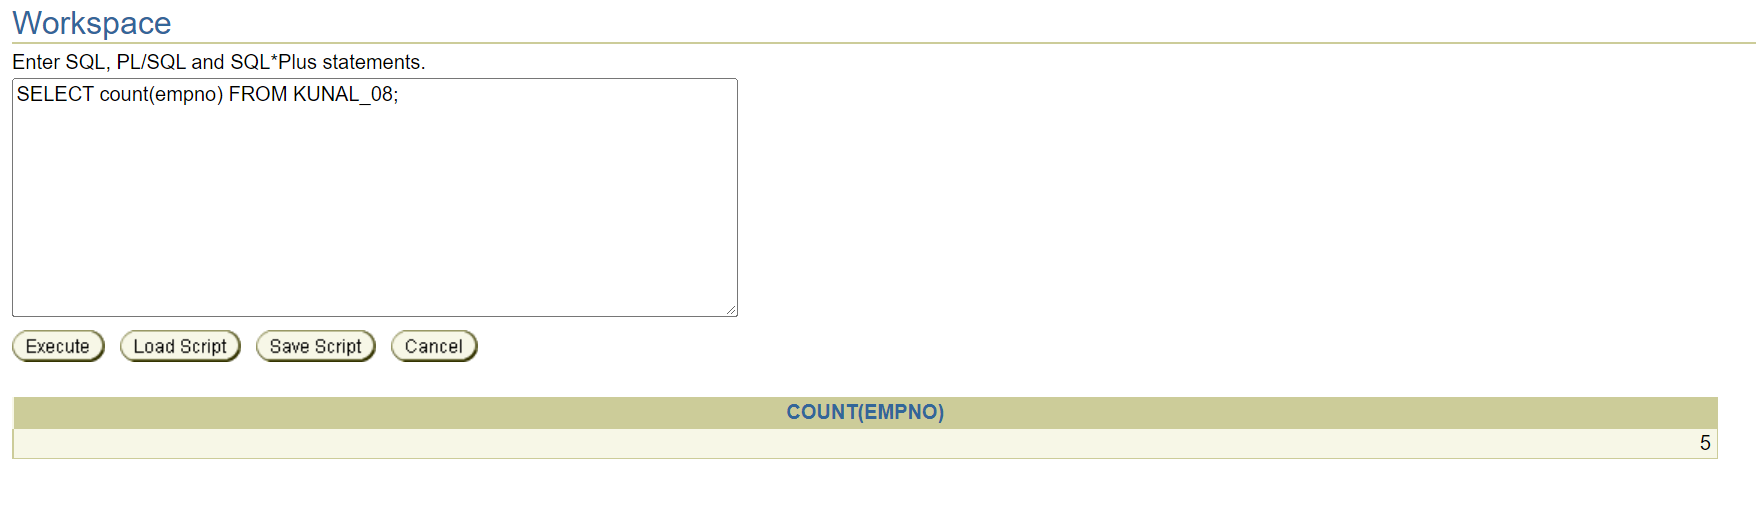 Workspace
Enter SQL, PL/SQL and SQL*Plus statements.
SELECT count(empno) FROM KUNAL_08;
Execute Load Script Save Script Cancel
COUNT(EMPNO)
5